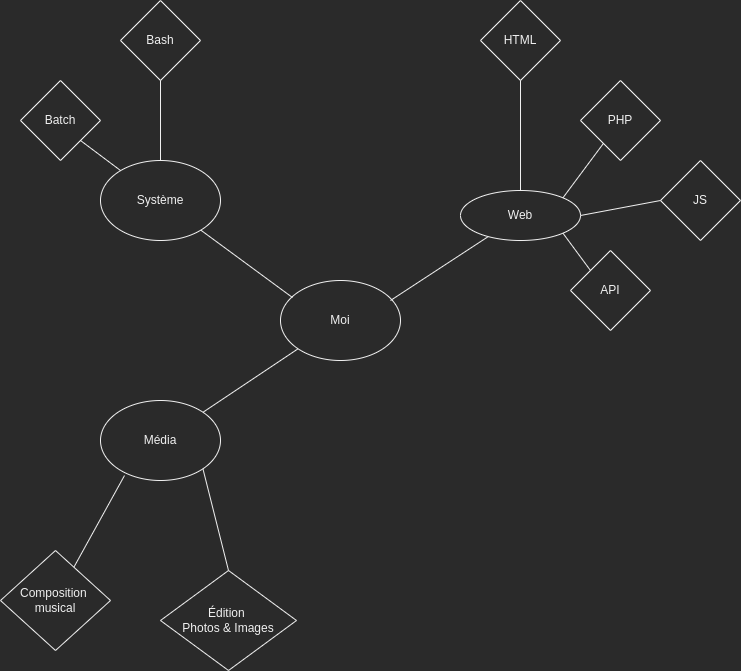 Bash
HTML
Batch
PHP
Système
JS
Web
API
Moi
Média
Composition
musical
Édition
Photos & Images